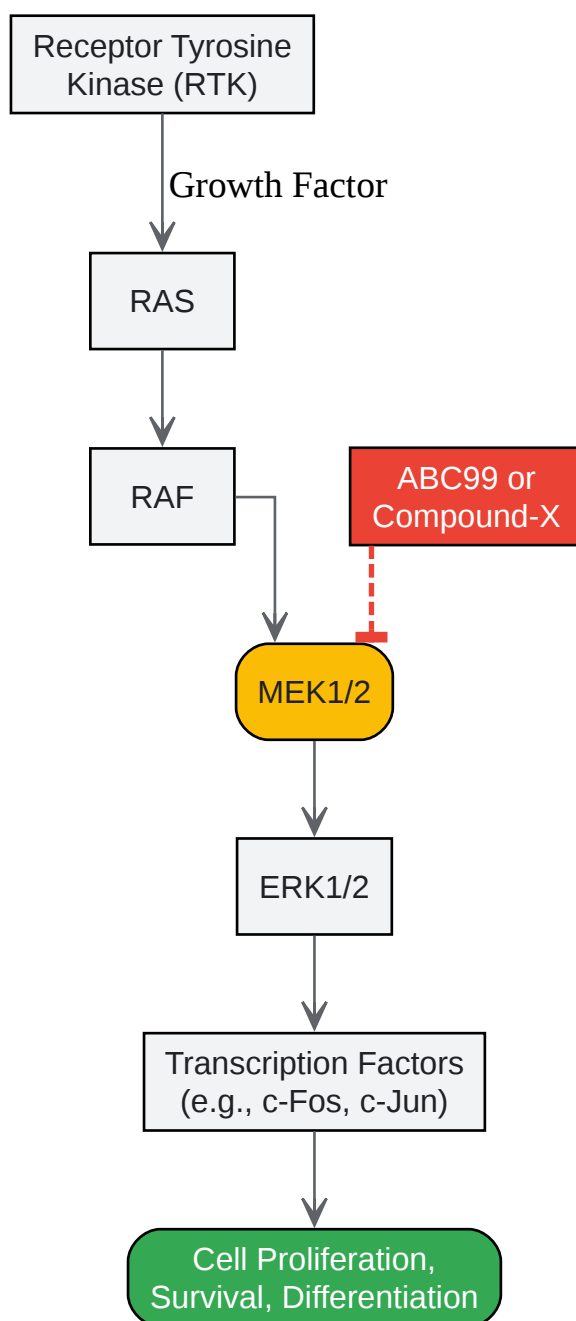 Receptor Tyrosine
Kinase (RTK)
Growth Factor
RAS
RAF
ABC99 or
Compound-X
MEK1/2
ERK1/2
Transcription Factors
(e.g., c-Fos, c-Jun)
Cell Proliferation,
Survival, Differentiation